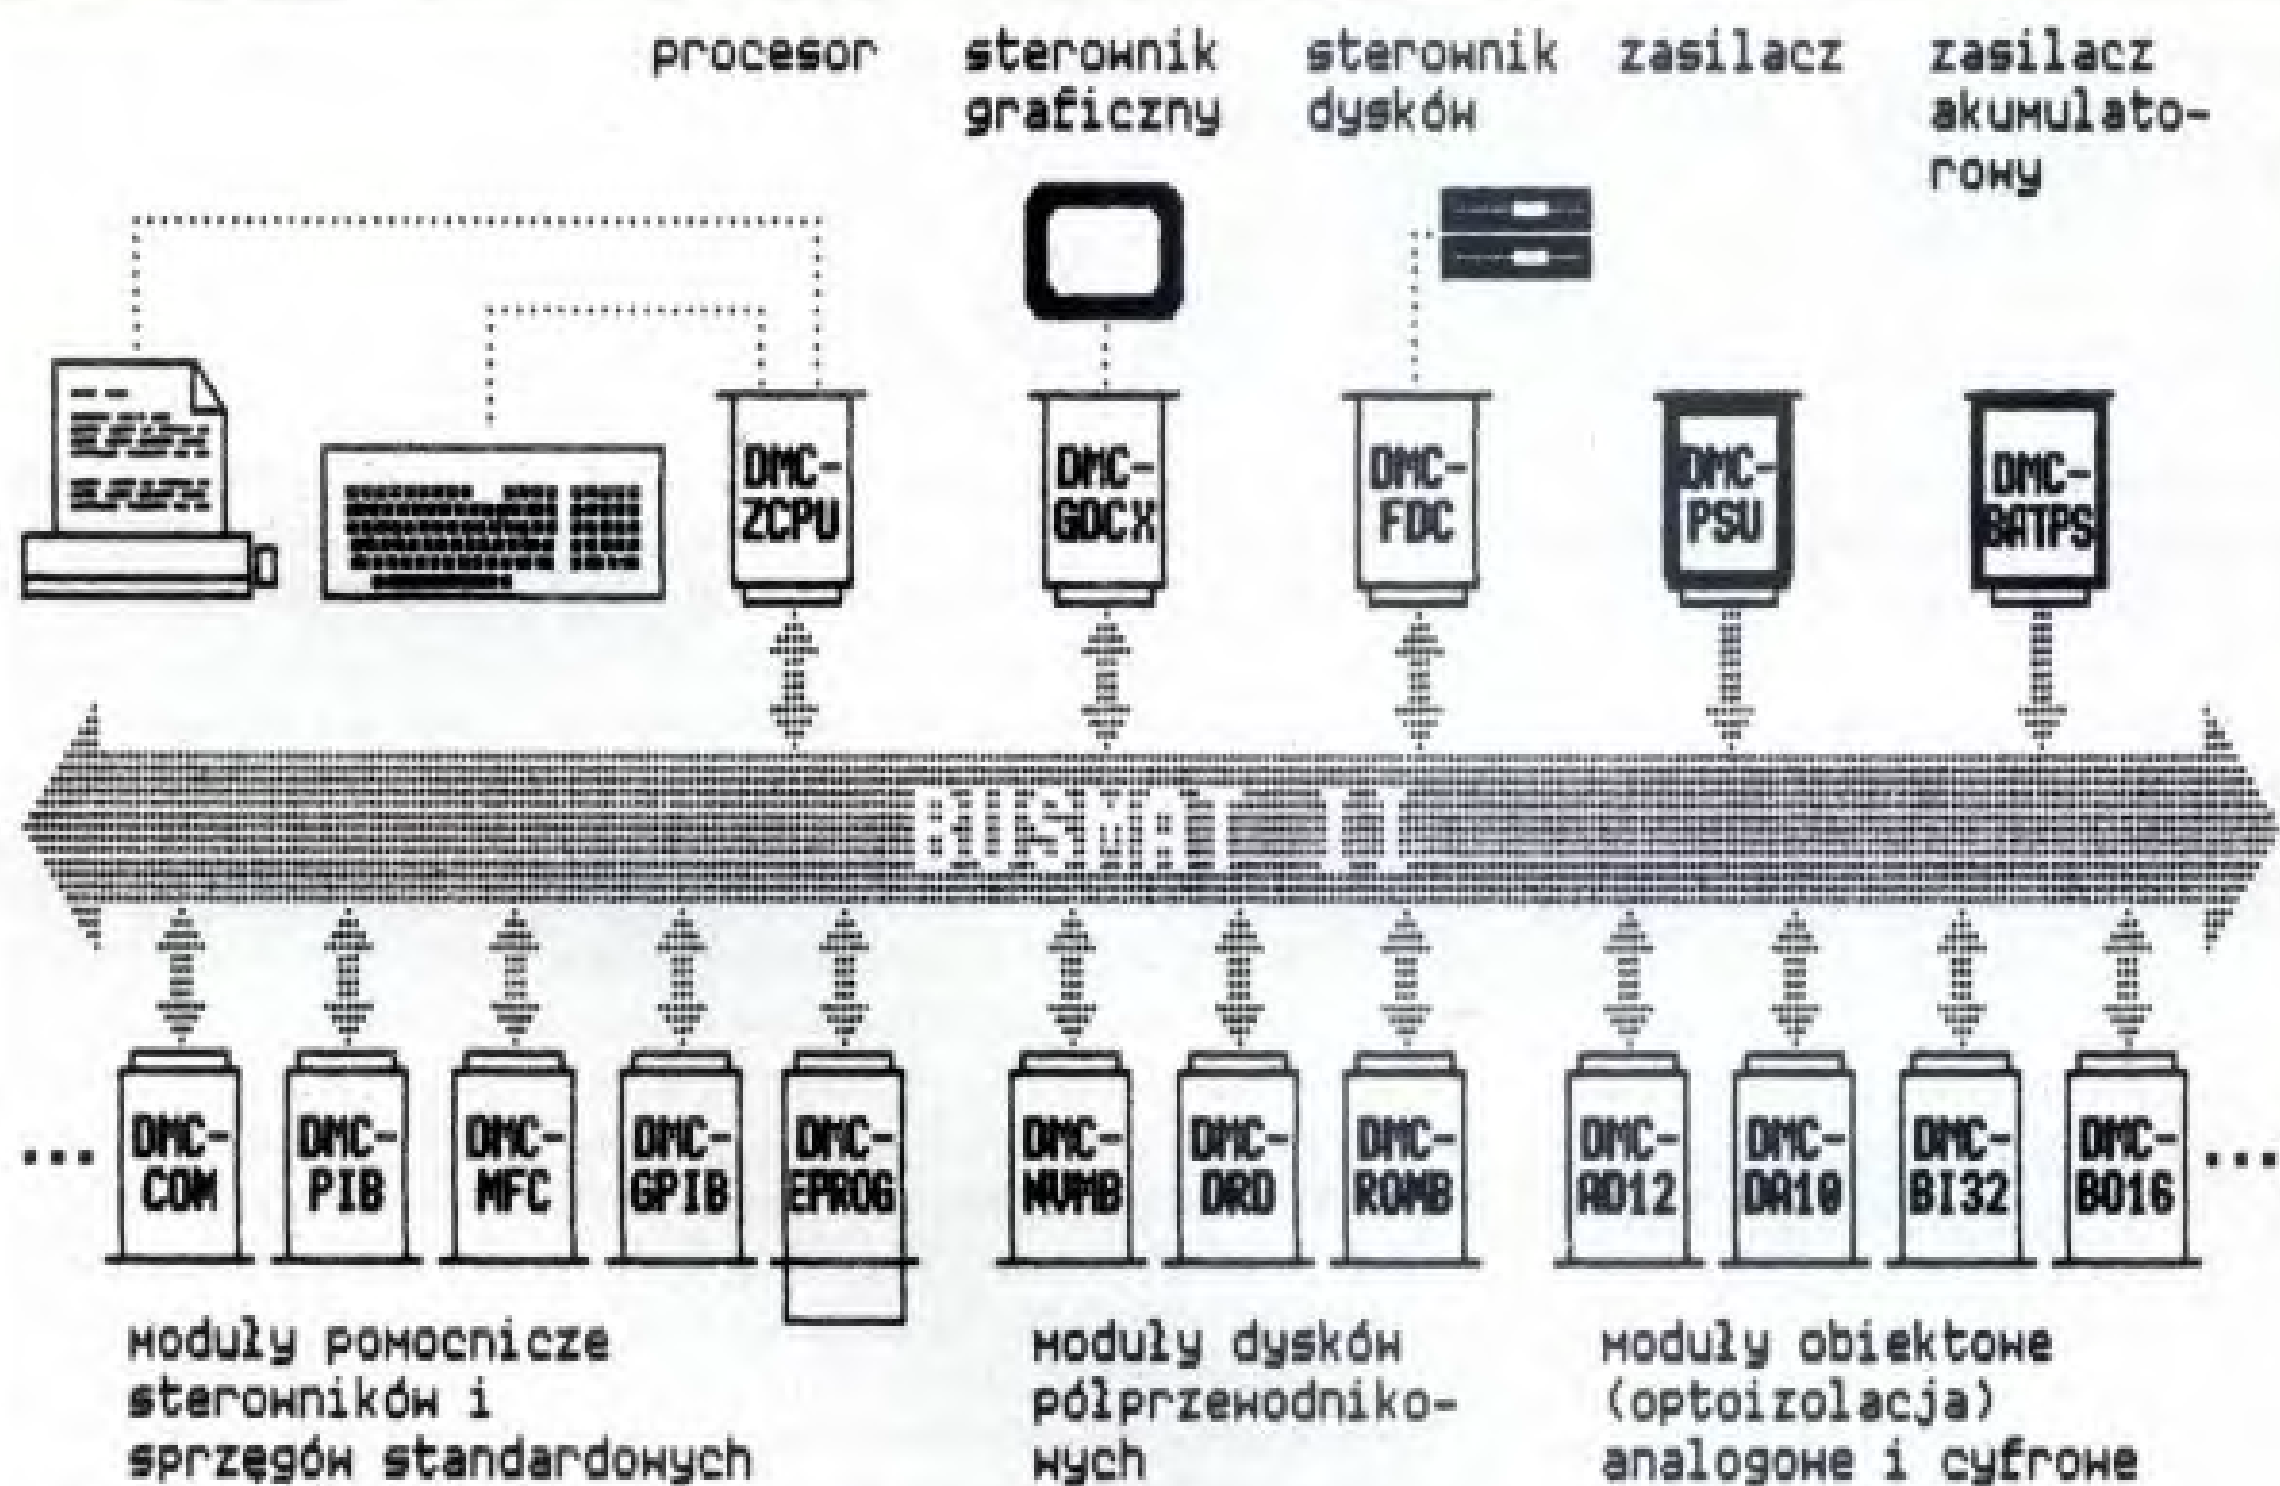 procesor
sterownik
graficzny
sterownik
dysków
zasilacz
zasilacz
akumulato-
rowy
DMC-
ZCPU
DMC-
GDCX
DMC-
FDC
DMC-
PSU
DMC-
BATPS
BUSMAT II
...
DMC-
COM
DMC-
PIB
DMC-
MFC
DMC-
GPIB
DMC-
EPROG
DMC-
NVMB
DMC-
DRD
DMC-
ROMB
DMC-
AD12
DMC-
DA10
DMC-
BI32
DMC-
BO16
...
moduły pomocnicze
sterowników i
sprzęgów standardowych
moduły dysków
półprzewodniko-
wych
moduły obiektowe
(optoizolacja)
analogowe i cyfrowe